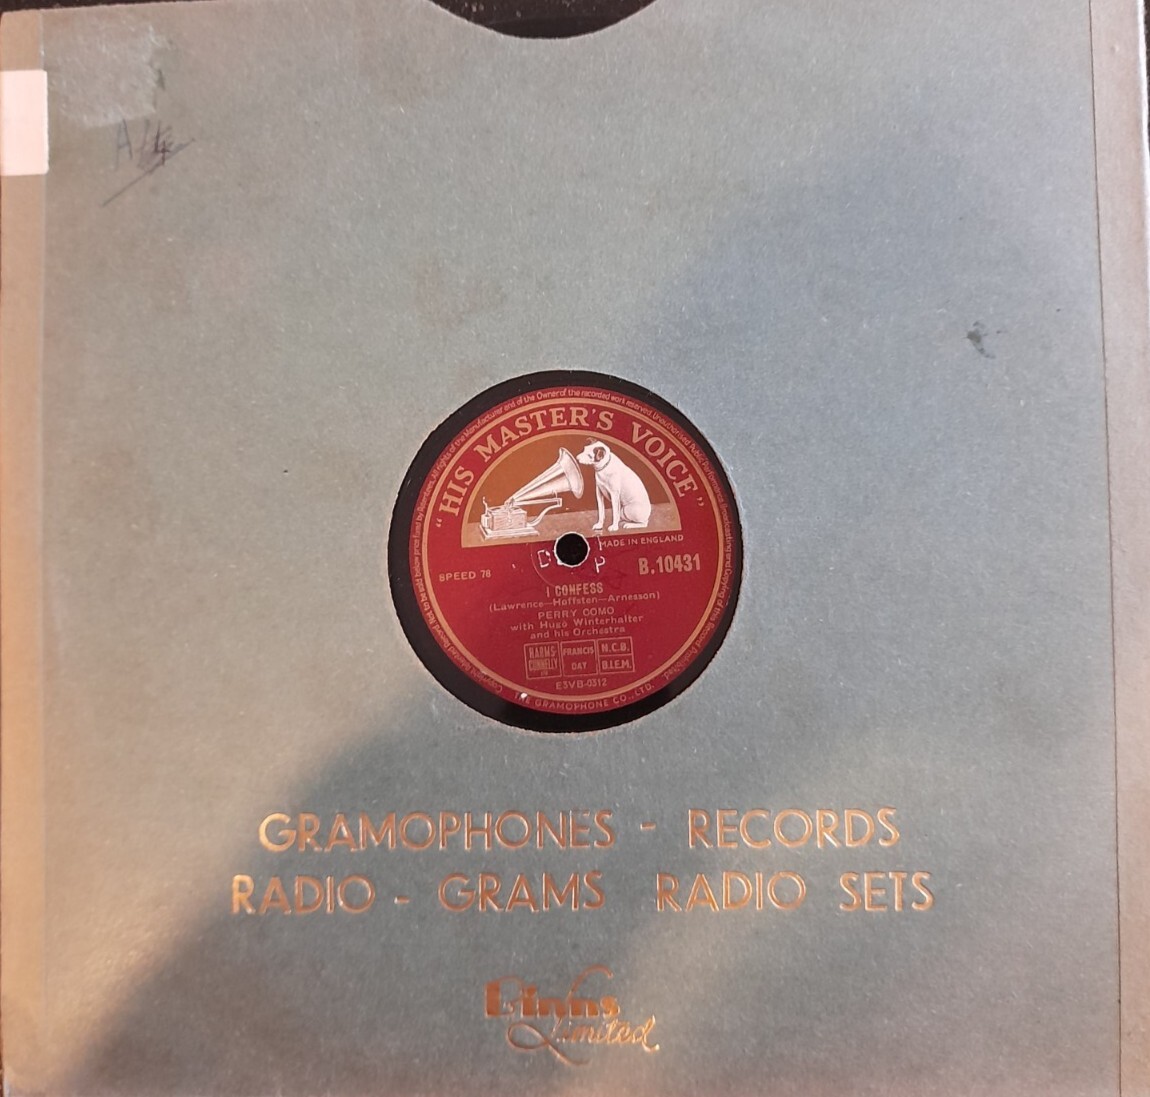 "HIS MASTER'S VOICE"
MADE IN ENGLAND
SPEED 78
B.10431
I CONFESS
(Lawrence—Hoffsten—Arnesson)
PERRY COMO
with Hugo Winterhalter
and his Orchestra
HARMS-CONNELLY LTD
FRANCIS DAY
N.C.B.
B.I.E.M.
E3VB-0312
THE GRAMOPHONE CO., LTD.
GRAMOPHONES - RECORDS
RADIO - GRAMS RADIO SETS
Binns
Limited